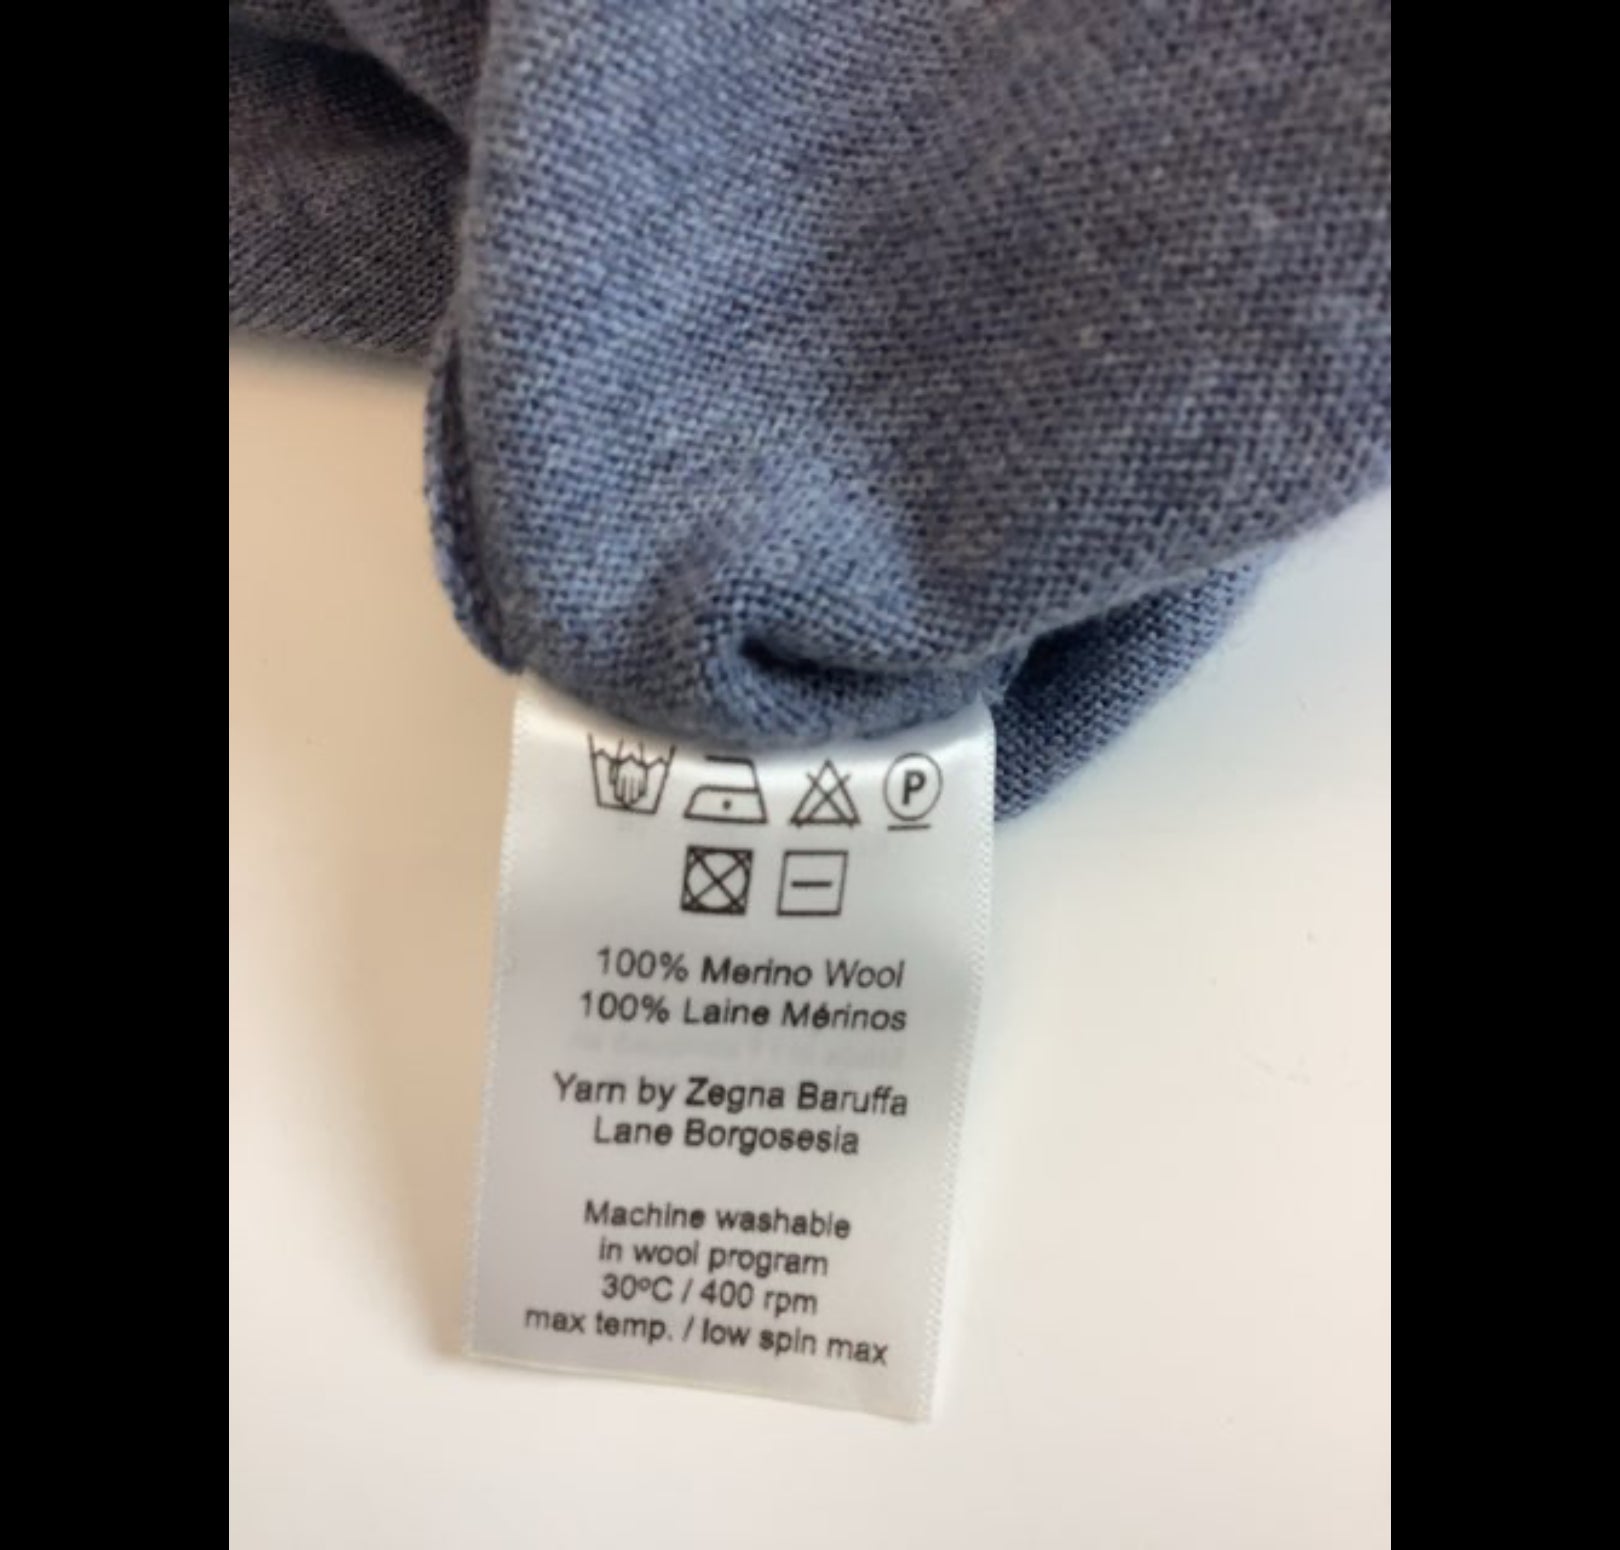 P
100% Merino Wool
100% Laine Mérinos
Yarn by Zegna Baruffa
Lane Borgosesia
Machine washable
in wool program
30ºC / 400 rpm
max temp. / low spin max